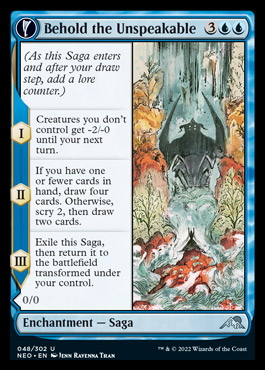 Behold the Unspeakable 3
(As this Saga enters
and after your draw
step, add a lore
counter.)
I
Creatures you don't
control get -2/-0
until your next
turn.
II
If you have one
or fewer cards in
hand, draw four
cards. Otherwise,
scry 2, then draw
two cards.
III
Exile this Saga,
then return it to
the battlefield
transformed under
your control.
0/0
Enchantment — Saga
048/302 U
NEO • EN Jenn Ravenna Tran
™ & © 2022 Wizards of the Coast